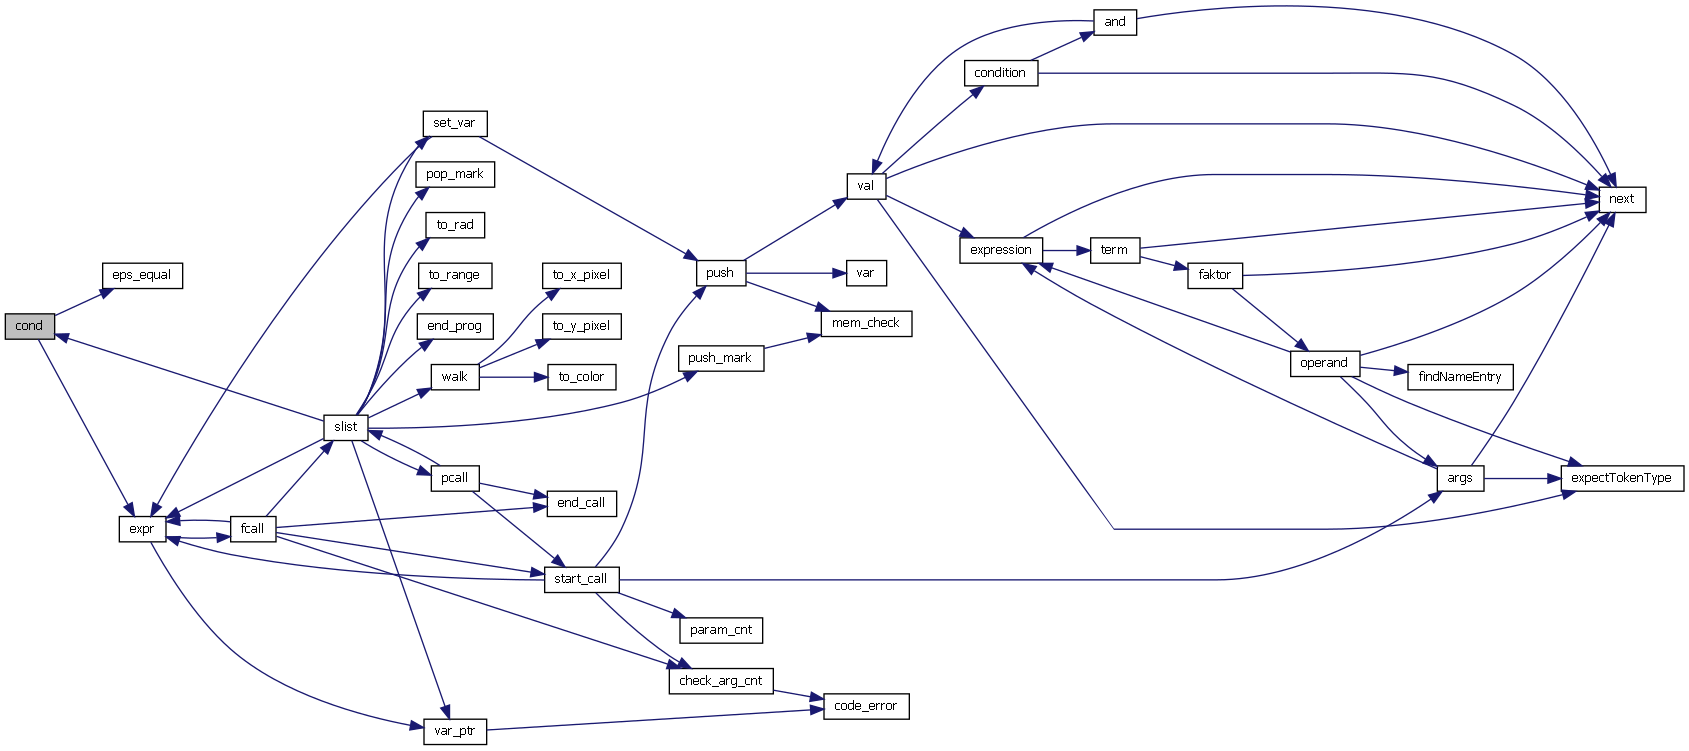 cond
eps_equal
expr
fcall
slist
set_var
pop_mark
to_rad
to_range
end_prog
walk
pcall
var_ptr
to_x_pixel
to_y_pixel
to_color
end_call
start_call
push
push_mark
param_cnt
check_arg_cnt
val
var
mem_check
code_error
and
condition
expression
term
faktor
operand
findNameEntry
args
next
expectTokenType